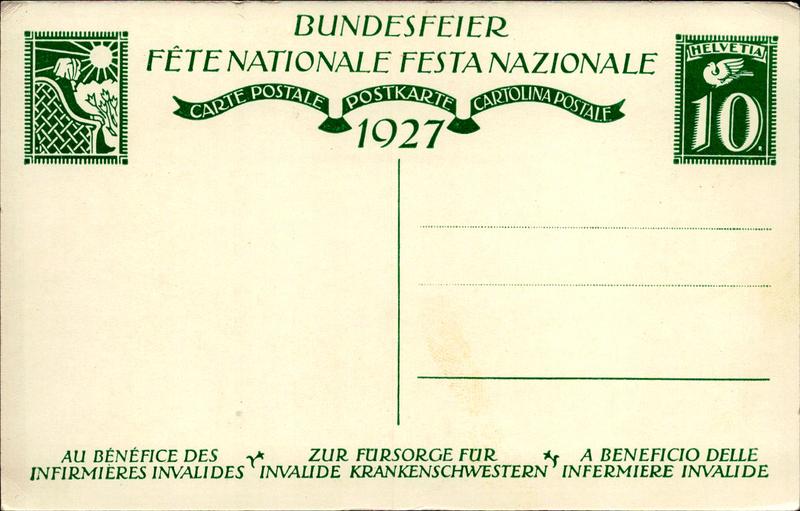 BUNDESFEIER
FÊTE NATIONALE FESTA NAZIONALE
CARTE POSTALE POSTKARTE CARTOLINA POSTALE
1927
HELVETIA
10
AU BÉNÉFICE DES
INFIRMIÈRES INVALIDES
ZUR FÜRSORGE FÜR
INVALIDE KRANKENSCHWESTERN
A BENEFICIO DELLE
INFERMIERE INVALIDE